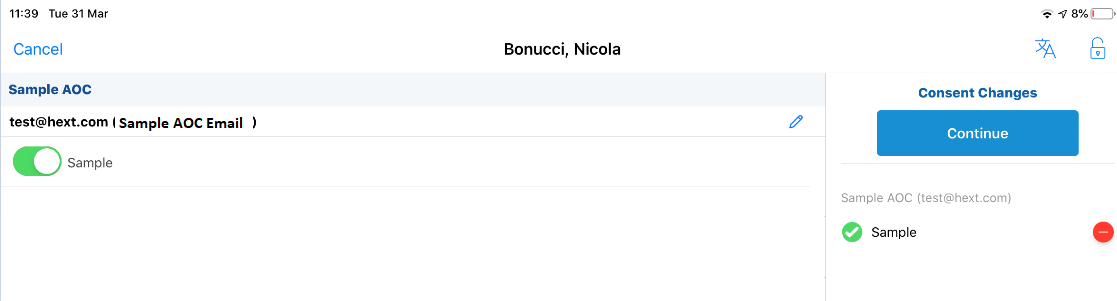 11:39 Tue 31 Mar 8%
Cancel Bonucci, Nicola
Sample AOC
test@hext.com ( Sample AOC Email )
Sample
Consent Changes
Continue
Sample AOC (test@hext.com)
Sample